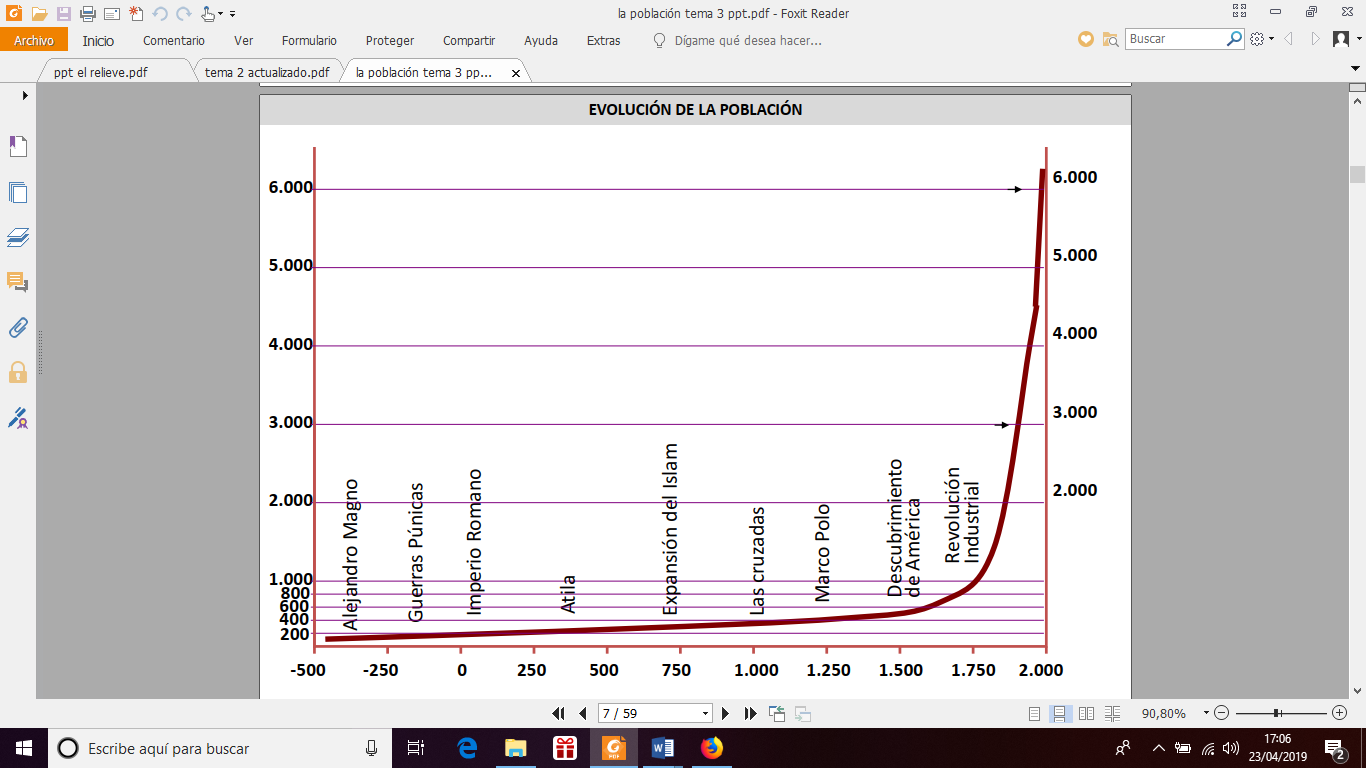 la población tema 3 ppt.pdf - Foxit Reader
Archivo Inicio Comentario Ver Formulario Proteger Compartir Ayuda Extras Dígame qué desea hacer... Buscar
ppt el relieve.pdf tema 2 actualizado.pdf la población tema 3 pp... ×
EVOLUCIÓN DE LA POBLACIÓN
6.000 6.000
5.000 5.000
4.000 4.000
3.000 3.000
2.000 2.000
1.000
800
600
400
200
Alejandro Magno
Guerras Púnicas
Imperio Romano
Atila
Expansión del Islam
Las cruzadas
Marco Polo
Descubrimiento
de América
Revolución
Industrial
-500 -250 0 250 500 750 1.000 1.250 1.500 1.750 2.000
7 / 59 90,80%
Escribe aquí para buscar
17:06
23/04/2019
2